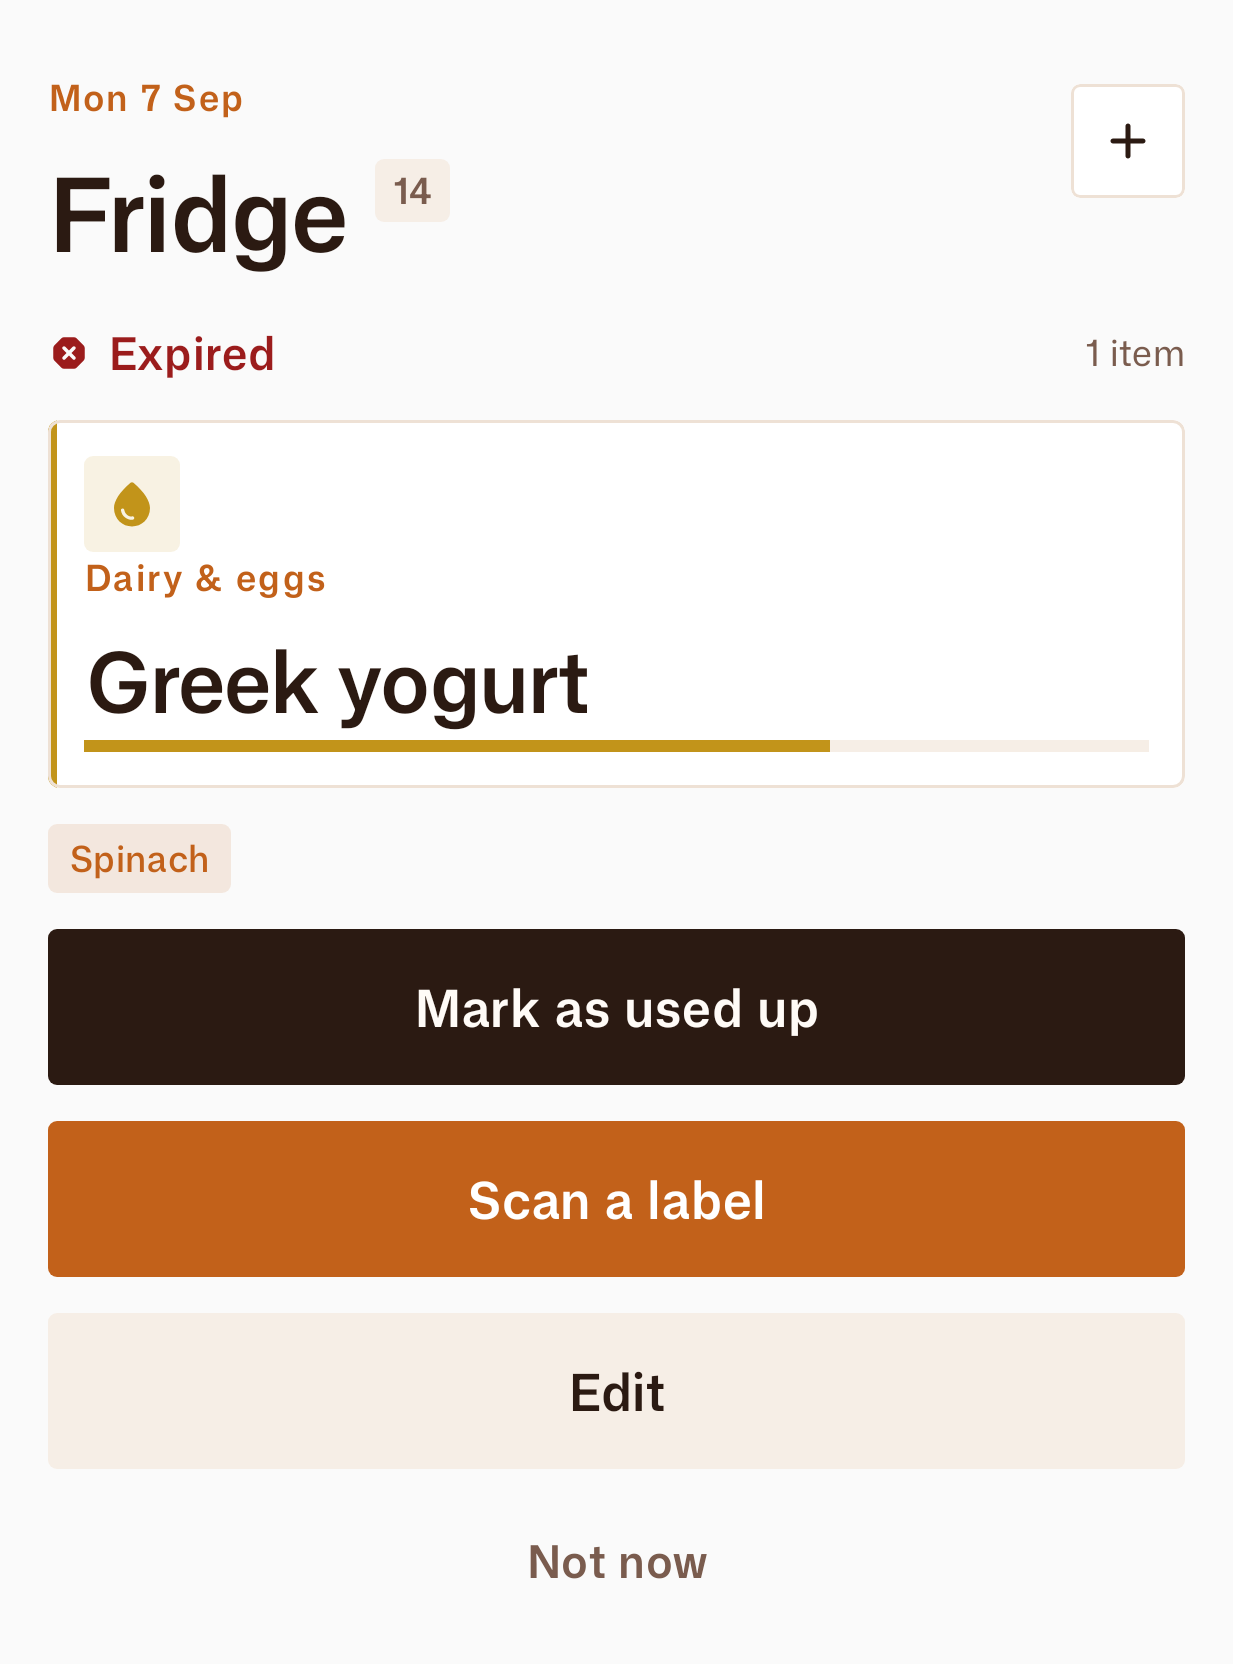 Mon 7 Sep
Fridge 14
Expired
1 item
Dairy & eggs
Greek yogurt
Spinach
Mark as used up
Scan a label
Edit
Not now